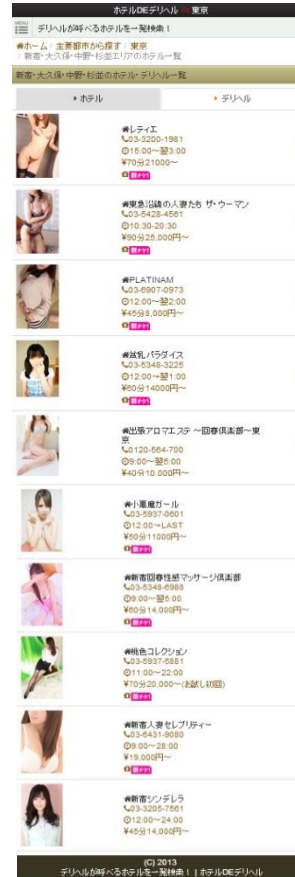 ホテルDEデリヘル IN 東京
MENU
デリヘルが呼べるホテルを一発検索！
ホーム / 主要都市から探す / 東京
/ 新宿・大久保・中野・杉並エリアのホテル一覧
新宿・大久保・中野・杉並のホテル・デリヘル一覧
ホテル
デリヘル
レティエ
03-3200-1981
15:00～翌3:00
¥70分21000～
東急沿線の人妻たち ザ・ウーマン
03-5428-4561
10:30-20:30
¥90分25,000円～
PLATINAM
03-6907-0973
12:00～翌2:00
¥45分8,000円～
盗乳パラダイス
03-5348-3225
12:00～翌1:00
¥60分14000円～
出張アロマエステ ～回春倶楽部～東
京
0120-564-700
9:00～翌5:00
¥40分10,000円～
小悪魔ガール
03-5937-0601
12:00～LAST
¥50分11000円～
新宿回春性感マッサージ倶楽部
03-5348-6988
9:00～翌5:00
¥60分14,000円～
桃色コレクション
03-5937-5881
11:00～22:00
¥70分20,000～(お試し初回)
新宿人妻セレブリティー
03-6431-9080
9:00～28:00
¥19,000円～
新宿シンデレラ
03-3205-7561
12:00～24:00
¥45分14,000円～
(C) 2013
デリヘルが呼べるホテルを一発検索！ | ホテルDEデリヘル